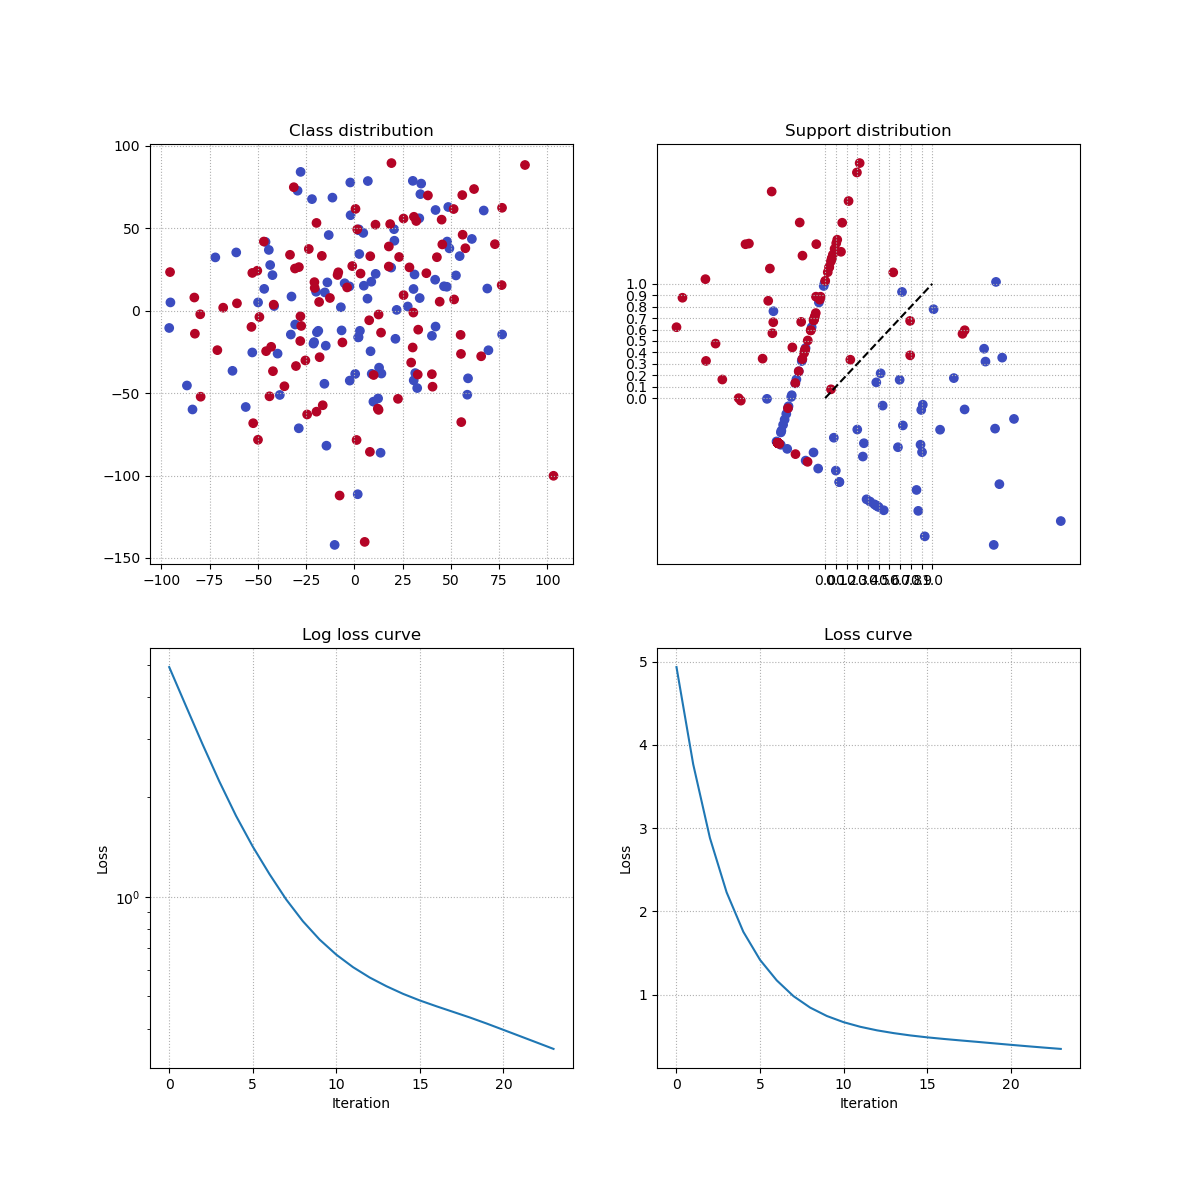 Class distribution
100
50
0
−50
−100
−150
−100 −75 −50 −25 0 25 50 75 100
Support distribution
1.0
0.9
0.8
0.7
0.6
0.5
0.4
0.3
0.2
0.1
0.0
0.0 0.1 0.2 0.3 0.4 0.5 0.6 0.7 0.8 0.9 1.0
Log loss curve
Loss
10⁰
0 5 10 15 20
Iteration
Loss curve
Loss
5
4
3
2
1
0 5 10 15 20
Iteration